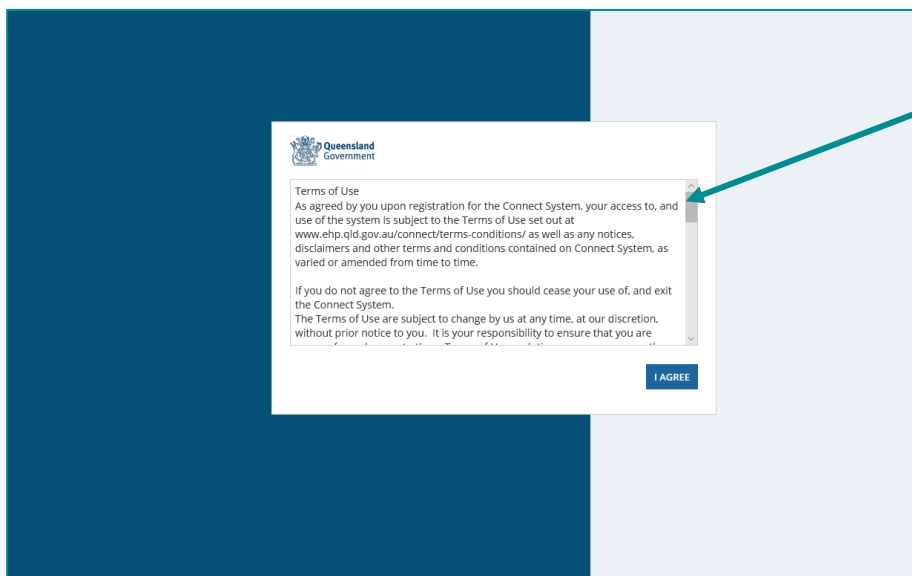 Queensland
Government
Terms of Use
As agreed by you upon registration for the Connect System, your access to, and
use of the system is subject to the Terms of Use set out at
www.ehp.qld.gov.au/connect/terms-conditions/ as well as any notices,
disclaimers and other terms and conditions contained on Connect System, as
varied or amended from time to time.
If you do not agree to the Terms of Use you should cease your use of, and exit
the Connect System.
The Terms of Use are subject to change by us at any time, at our discretion,
without prior notice to you. It is your responsibility to ensure that you are
I AGREE